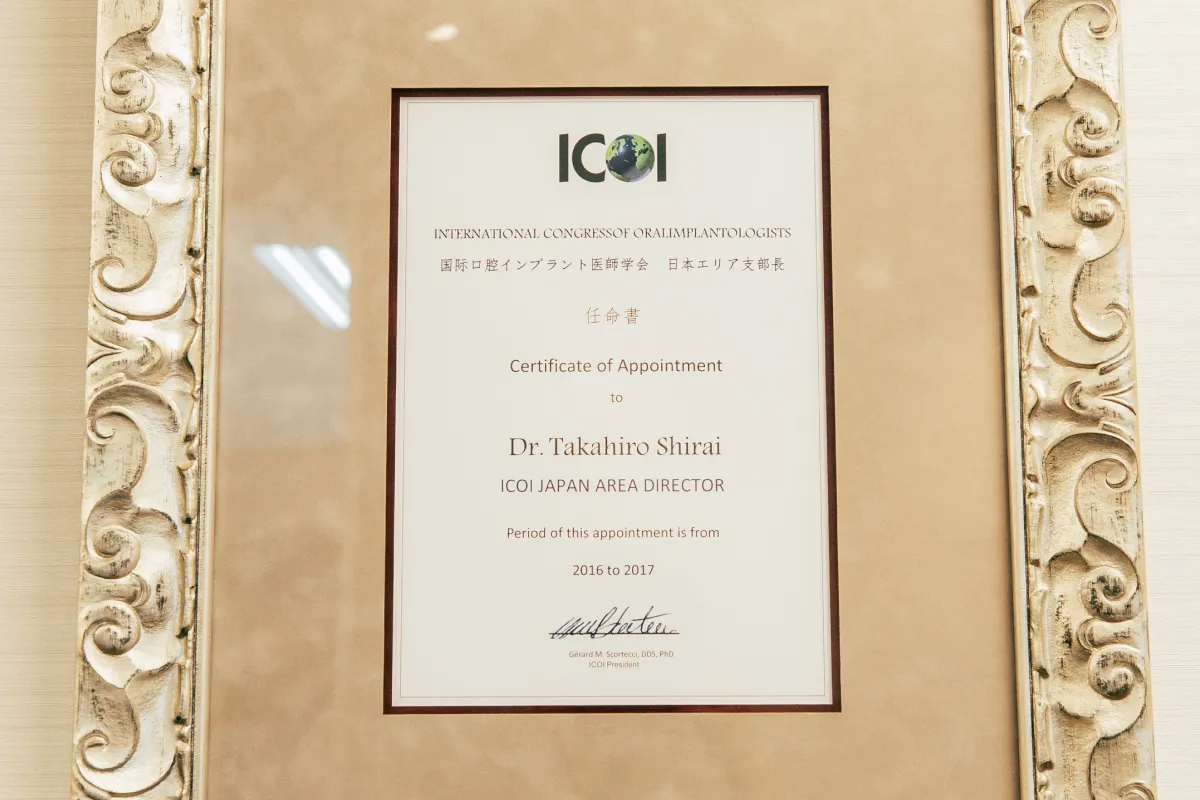 ICOI
INTERNATIONAL CONGRESSOF ORALIMPLANTOLOGISTS
国际口腔インプラント医師学会　日本エリア支部長
任命書
Certificate of Appointment
to
Dr. Takahiro Shirai
ICOI JAPAN AREA DIRECTOR
Period of this appointment is from
2016 to 2017
Gérard M. Scortecci, DDS, PhD.
ICOI President